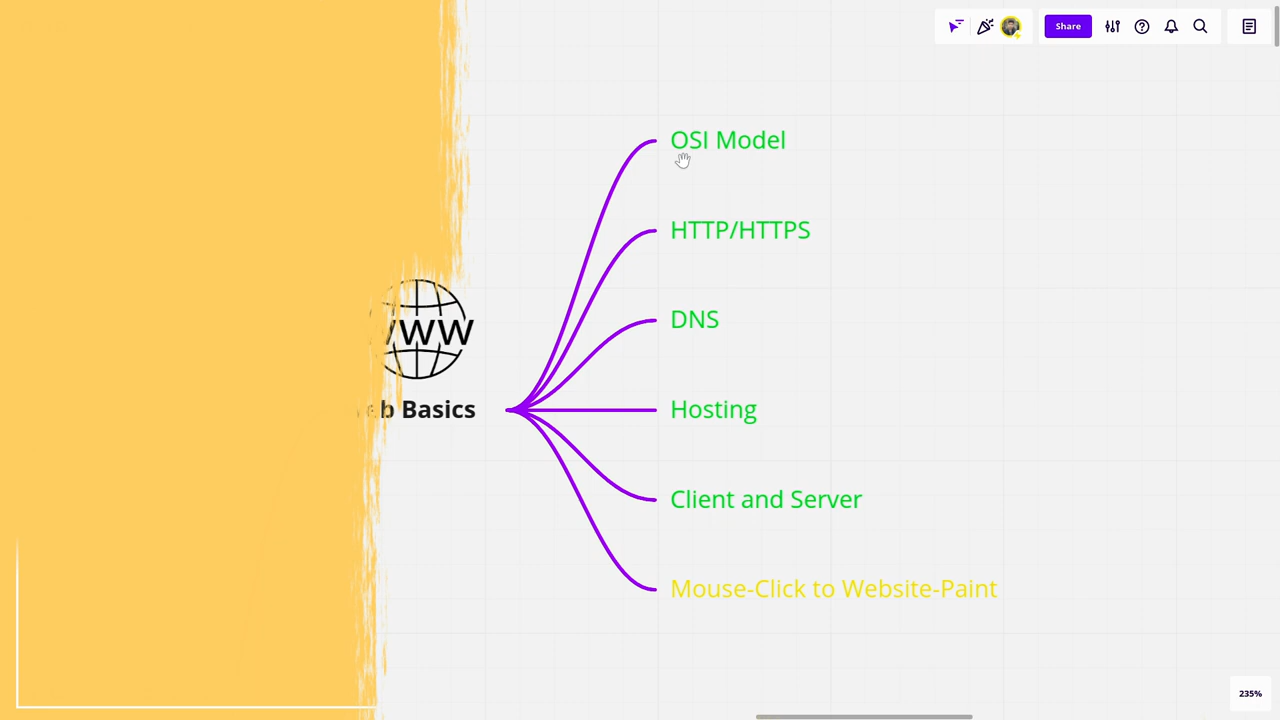 Share
OSI Model
HTTP/HTTPS
WWW
DNS
b Basics
Hosting
Client and Server
Mouse-Click to Website-Paint
235%